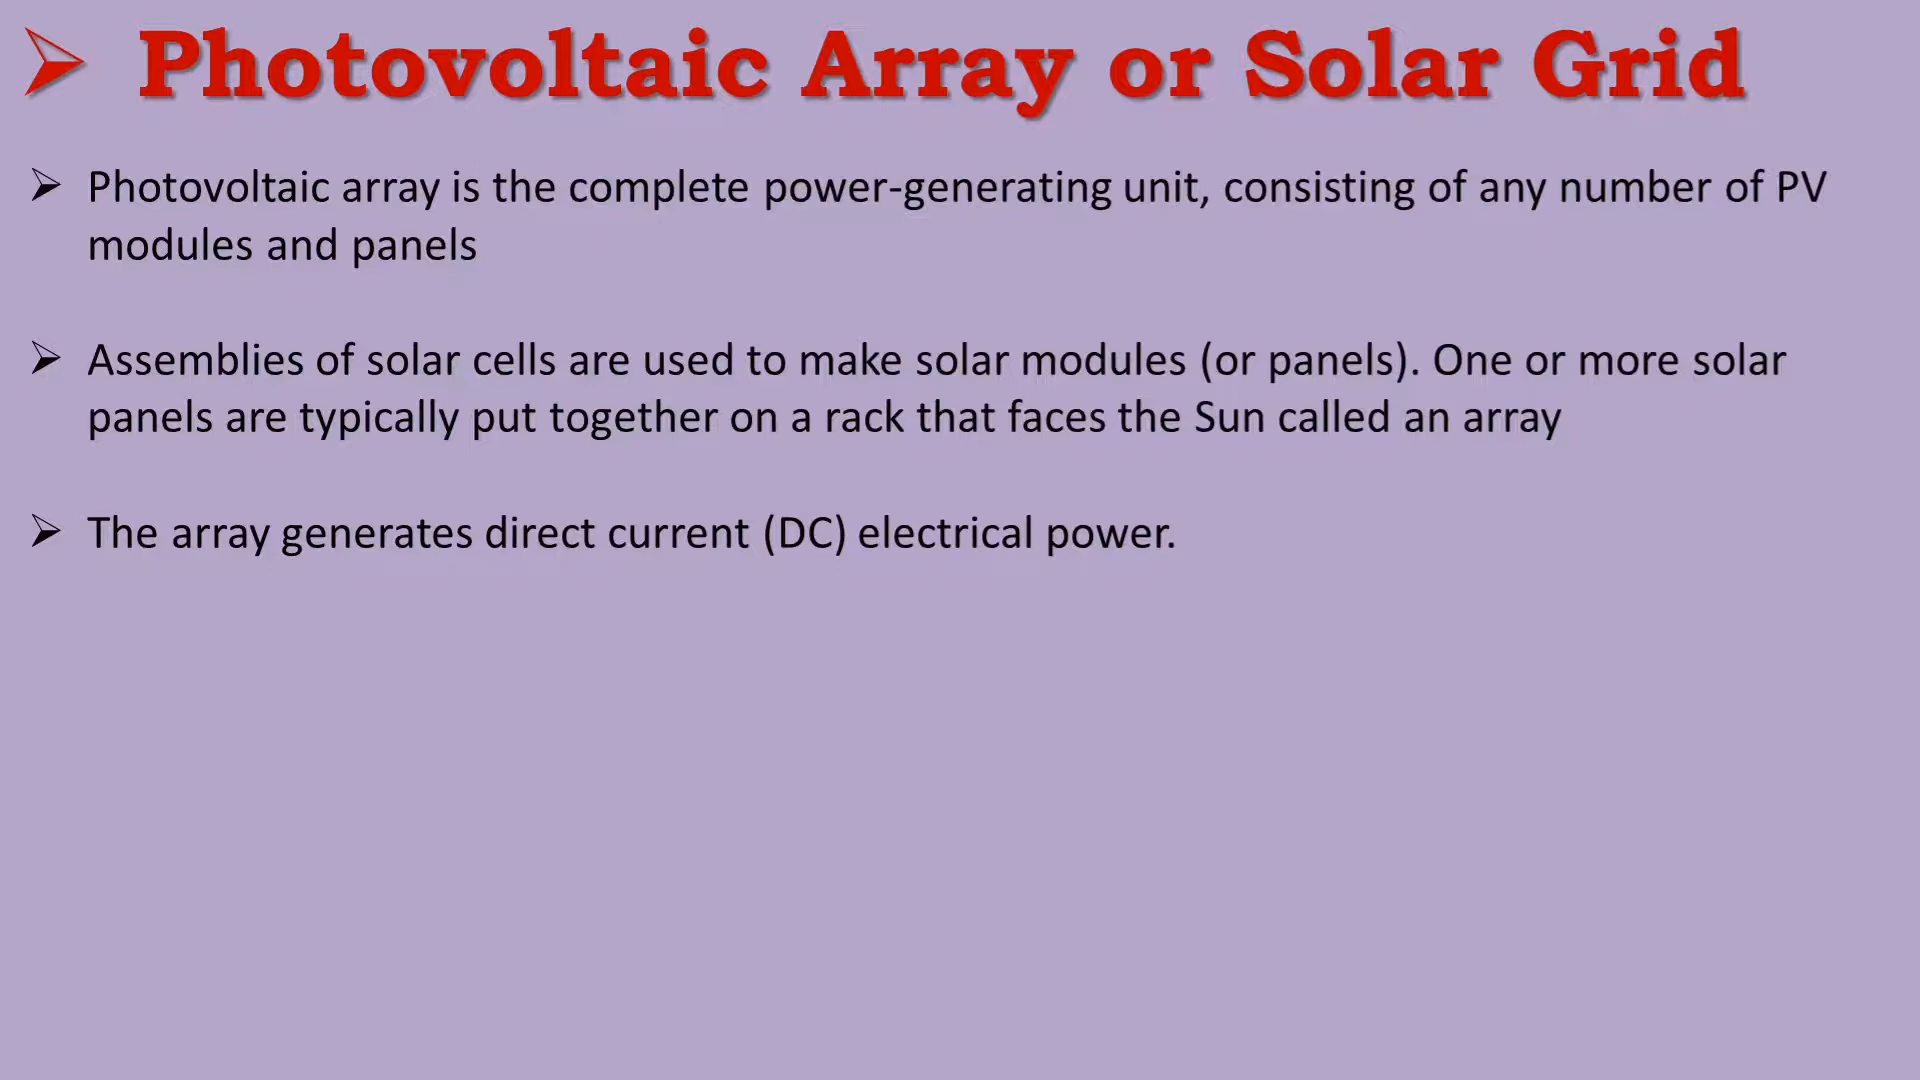 ➢ Photovoltaic Array or Solar Grid
➢ Photovoltaic array is the complete power-generating unit, consisting of any number of PV
modules and panels
➢ Assemblies of solar cells are used to make solar modules (or panels). One or more solar
panels are typically put together on a rack that faces the Sun called an array
➢ The array generates direct current (DC) electrical power.